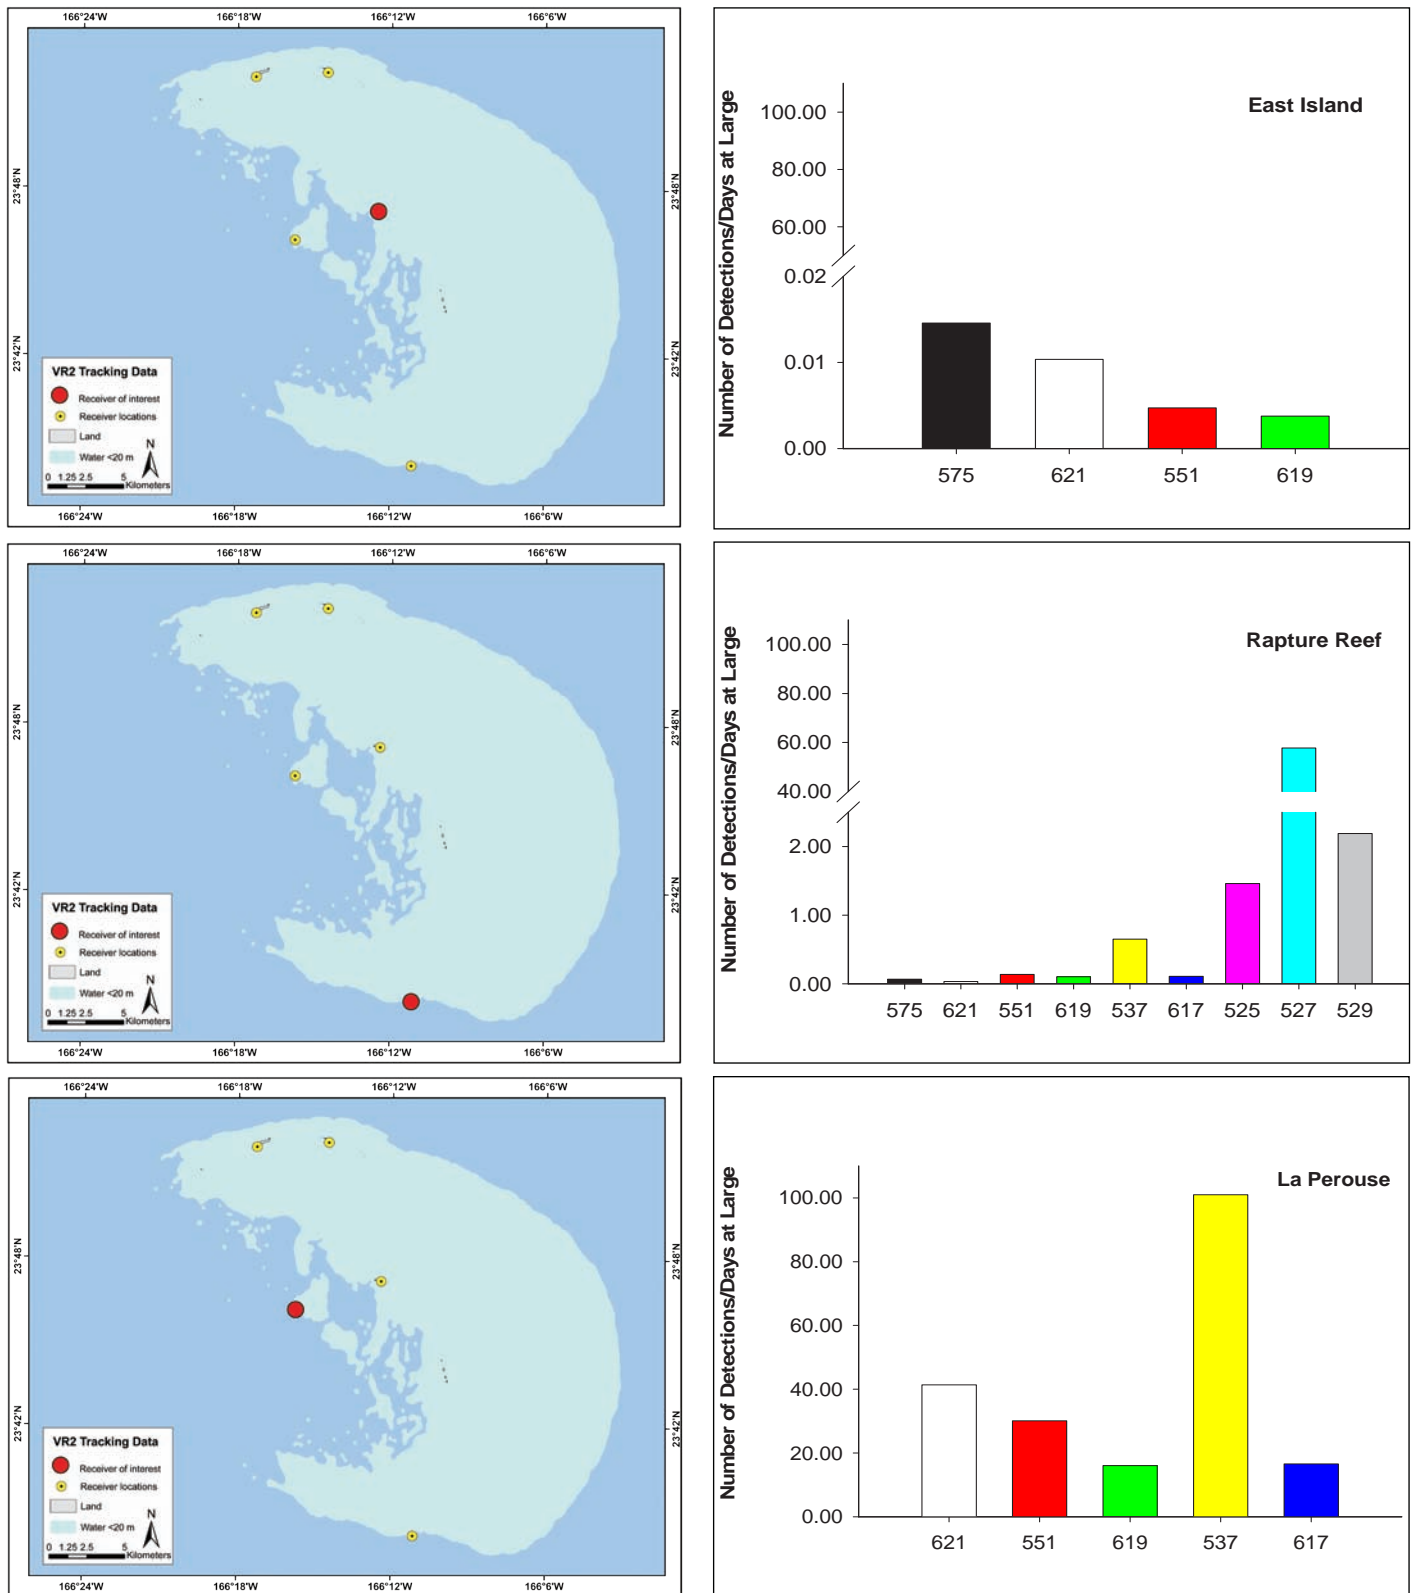 166°24'W 166°18'W 166°12'W 166°6'W
23°48'N 23°48'N
23°42'N 23°42'N
VR2 Tracking Data
Receiver of interest
Receiver locations
Land
Water <20 m
N
0 1.25 2.5 5
Kilometers
166°24'W 166°18'W 166°12'W 166°6'W
East Island
Number of Detections/Days at Large
100.00
80.00
60.00
0.02
0.01
0.00
575 621 551 619
166°24'W 166°18'W 166°12'W 166°6'W
23°48'N 23°48'N
23°42'N 23°42'N
VR2 Tracking Data
Receiver of interest
Receiver locations
Land
Water <20 m
N
0 1.25 2.5 5
Kilometers
166°24'W 166°18'W 166°12'W 166°6'W
Rapture Reef
Number of Detections/Days at Large
100.00
80.00
60.00
40.00
2.00
1.00
0.00
575 621 551 619 537 617 525 527 529
166°24'W 166°18'W 166°12'W 166°6'W
23°48'N 23°48'N
23°42'N 23°42'N
VR2 Tracking Data
Receiver of interest
Receiver locations
Land
Water <20 m
N
0 1.25 2.5 5
Kilometers
166°24'W 166°18'W 166°12'W 166°6'W
La Perouse
Number of Detections/Days at Large
100.00
80.00
60.00
40.00
20.00
0.00
621 551 619 537 617